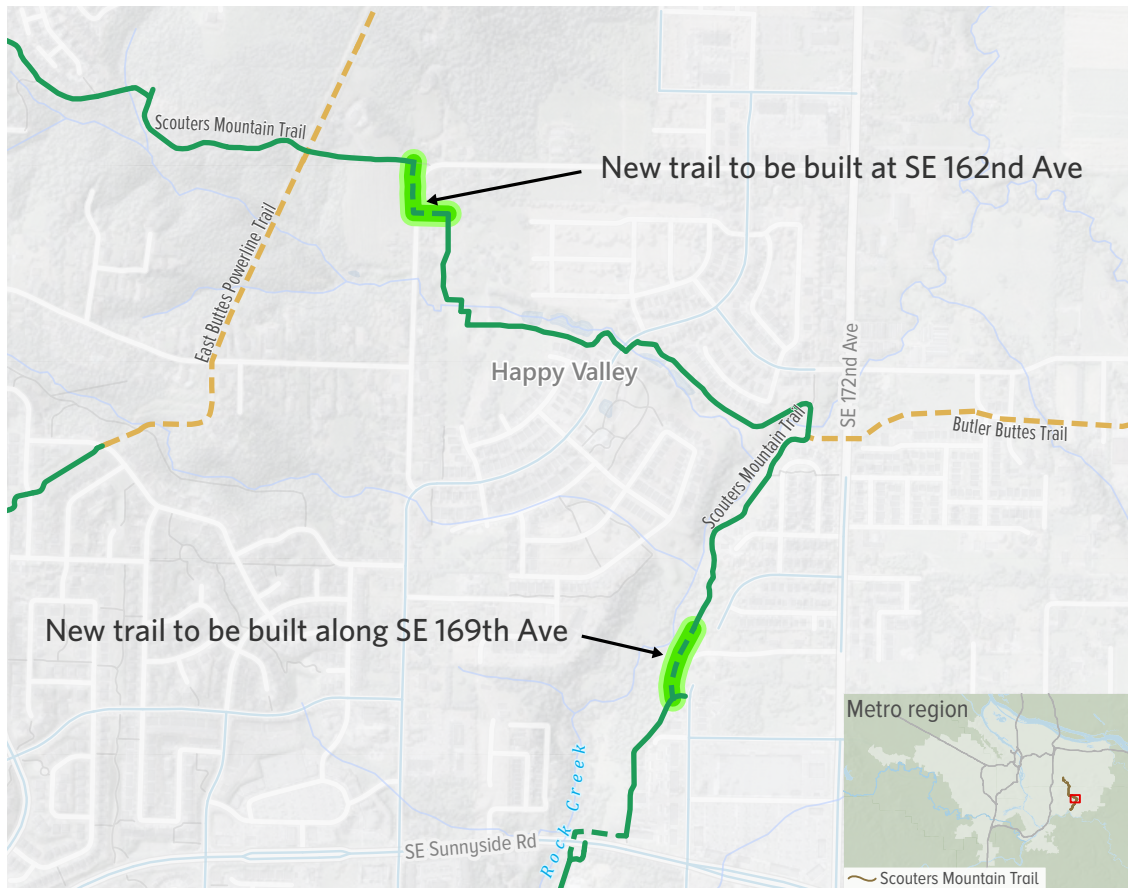 Scouters Mountain Trail
New trail to be built at SE 162nd Ave
East Buttes Powerline Trail
Happy Valley
SE 172nd Ave
Scouters Mountain Trail
Butler Buttes Trail
New trail to be built along SE 169th Ave
Rock Creek
SE Sunnyside Rd
Metro region
Scouters Mountain Trail